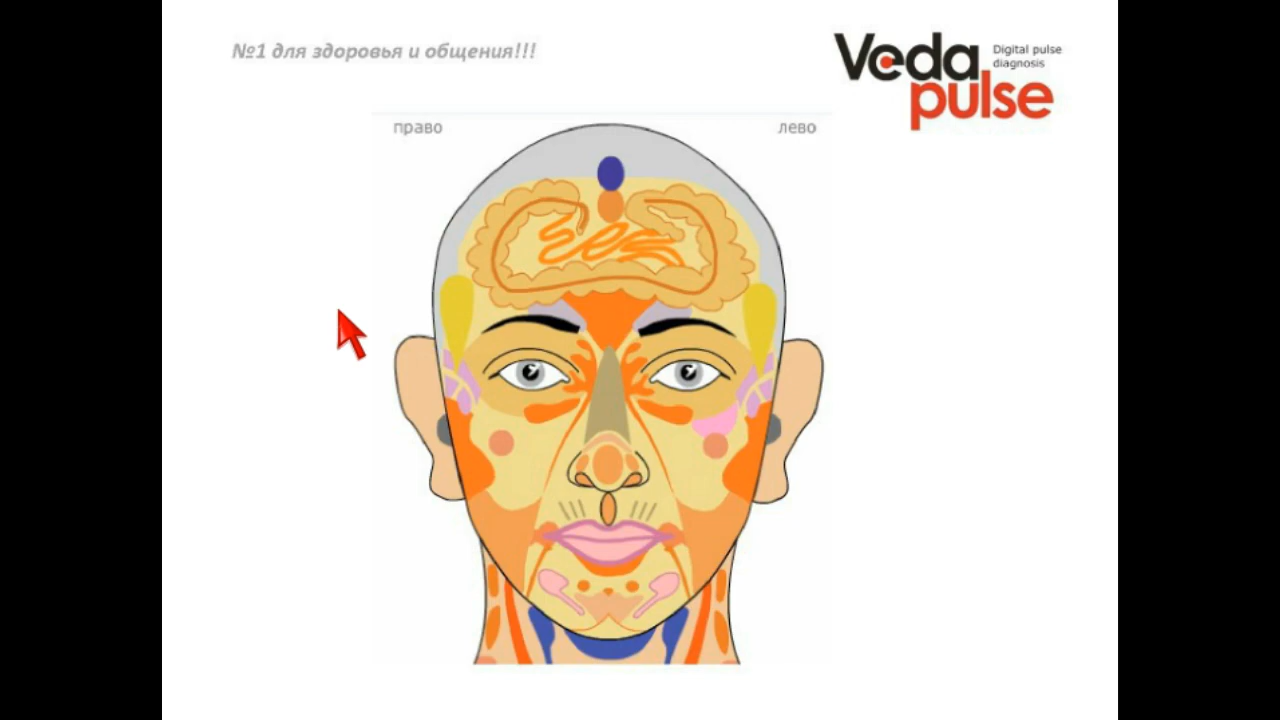 №1 для здоровья и общения!!!
Veda
pulse
Digital pulse
diagnosis
право
лево